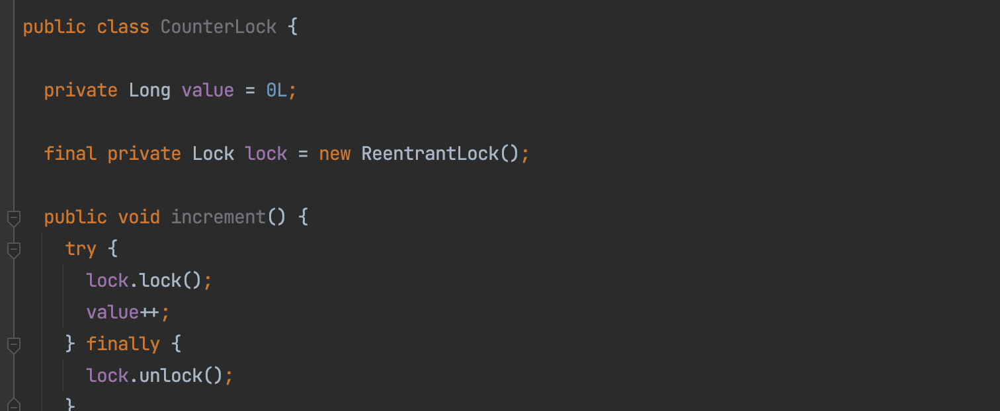 public class CounterLock {
private Long value = 0L;
final private Lock lock = new ReentrantLock();
public void increment() {
try {
lock.lock();
value++;
} finally {
lock.unlock();
}